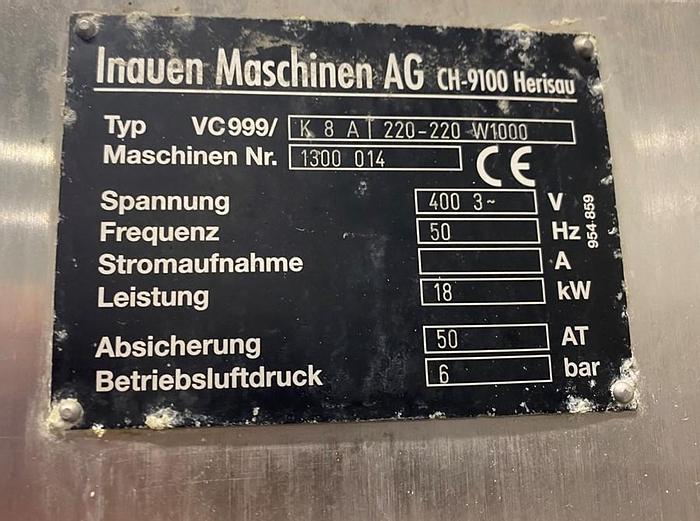 Inauen Maschinen AG CH-9100 Herisau
Typ VC999/ K 8 A T 220-220 W1000
Maschinen Nr. 1300 014
CE
Spannung 400 3~ V
Frequenz 50 Hz
Stromaufnahme A
Leistung 18 kW
Absicherung 50 AT
Betriebsluftdruck 6 bar
954 859